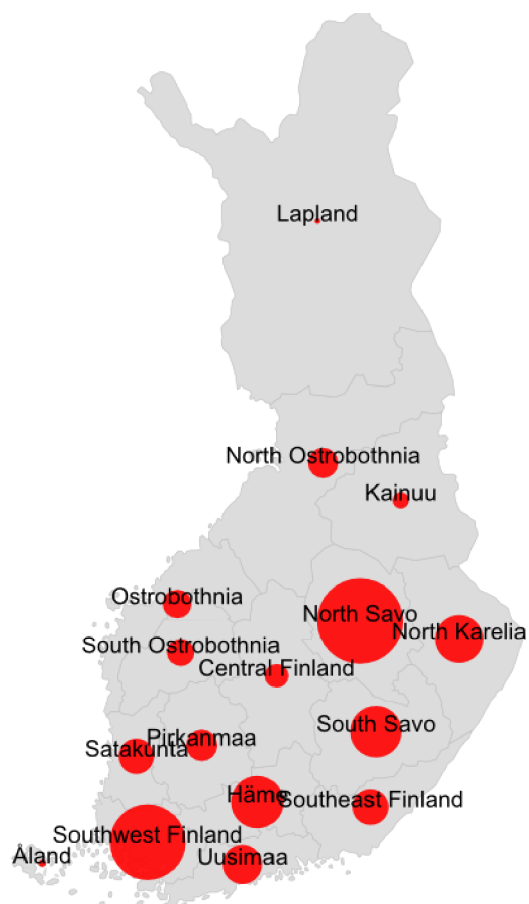 Lapland
North Ostrobothnia
Kainuu
Ostrobothnia
North Savo
North Karelia
South Ostrobothnia
Central Finland
South Savo
Pirkanmaa
Satakunta
Häme
Southeast Finland
Southwest Finland
Åland
Uusimaa